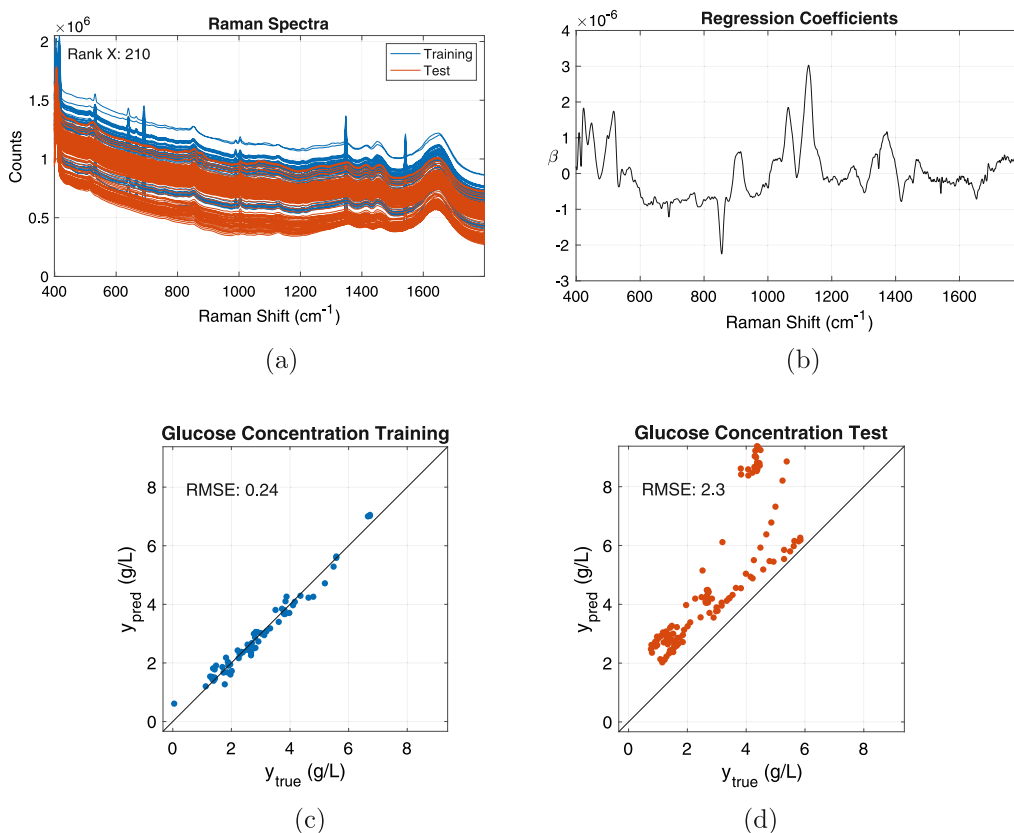 Raman Spectra
×10⁶
Rank X: 210
Training
Test
2
1.5
1
0.5
0
Counts
400 600 800 1000 1200 1400 1600
Raman Shift (cm⁻¹)
(a)
Regression Coefficients
×10⁻⁶
4
3
2
1
0
-1
-2
-3
β
400 600 800 1000 1200 1400 1600
Raman Shift (cm⁻¹)
(b)
Glucose Concentration Training
RMSE: 0.24
8
6
4
2
0
y_pred (g/L)
0 2 4 6 8
y_true (g/L)
(c)
Glucose Concentration Test
RMSE: 2.3
8
6
4
2
0
y_pred (g/L)
0 2 4 6 8
y_true (g/L)
(d)